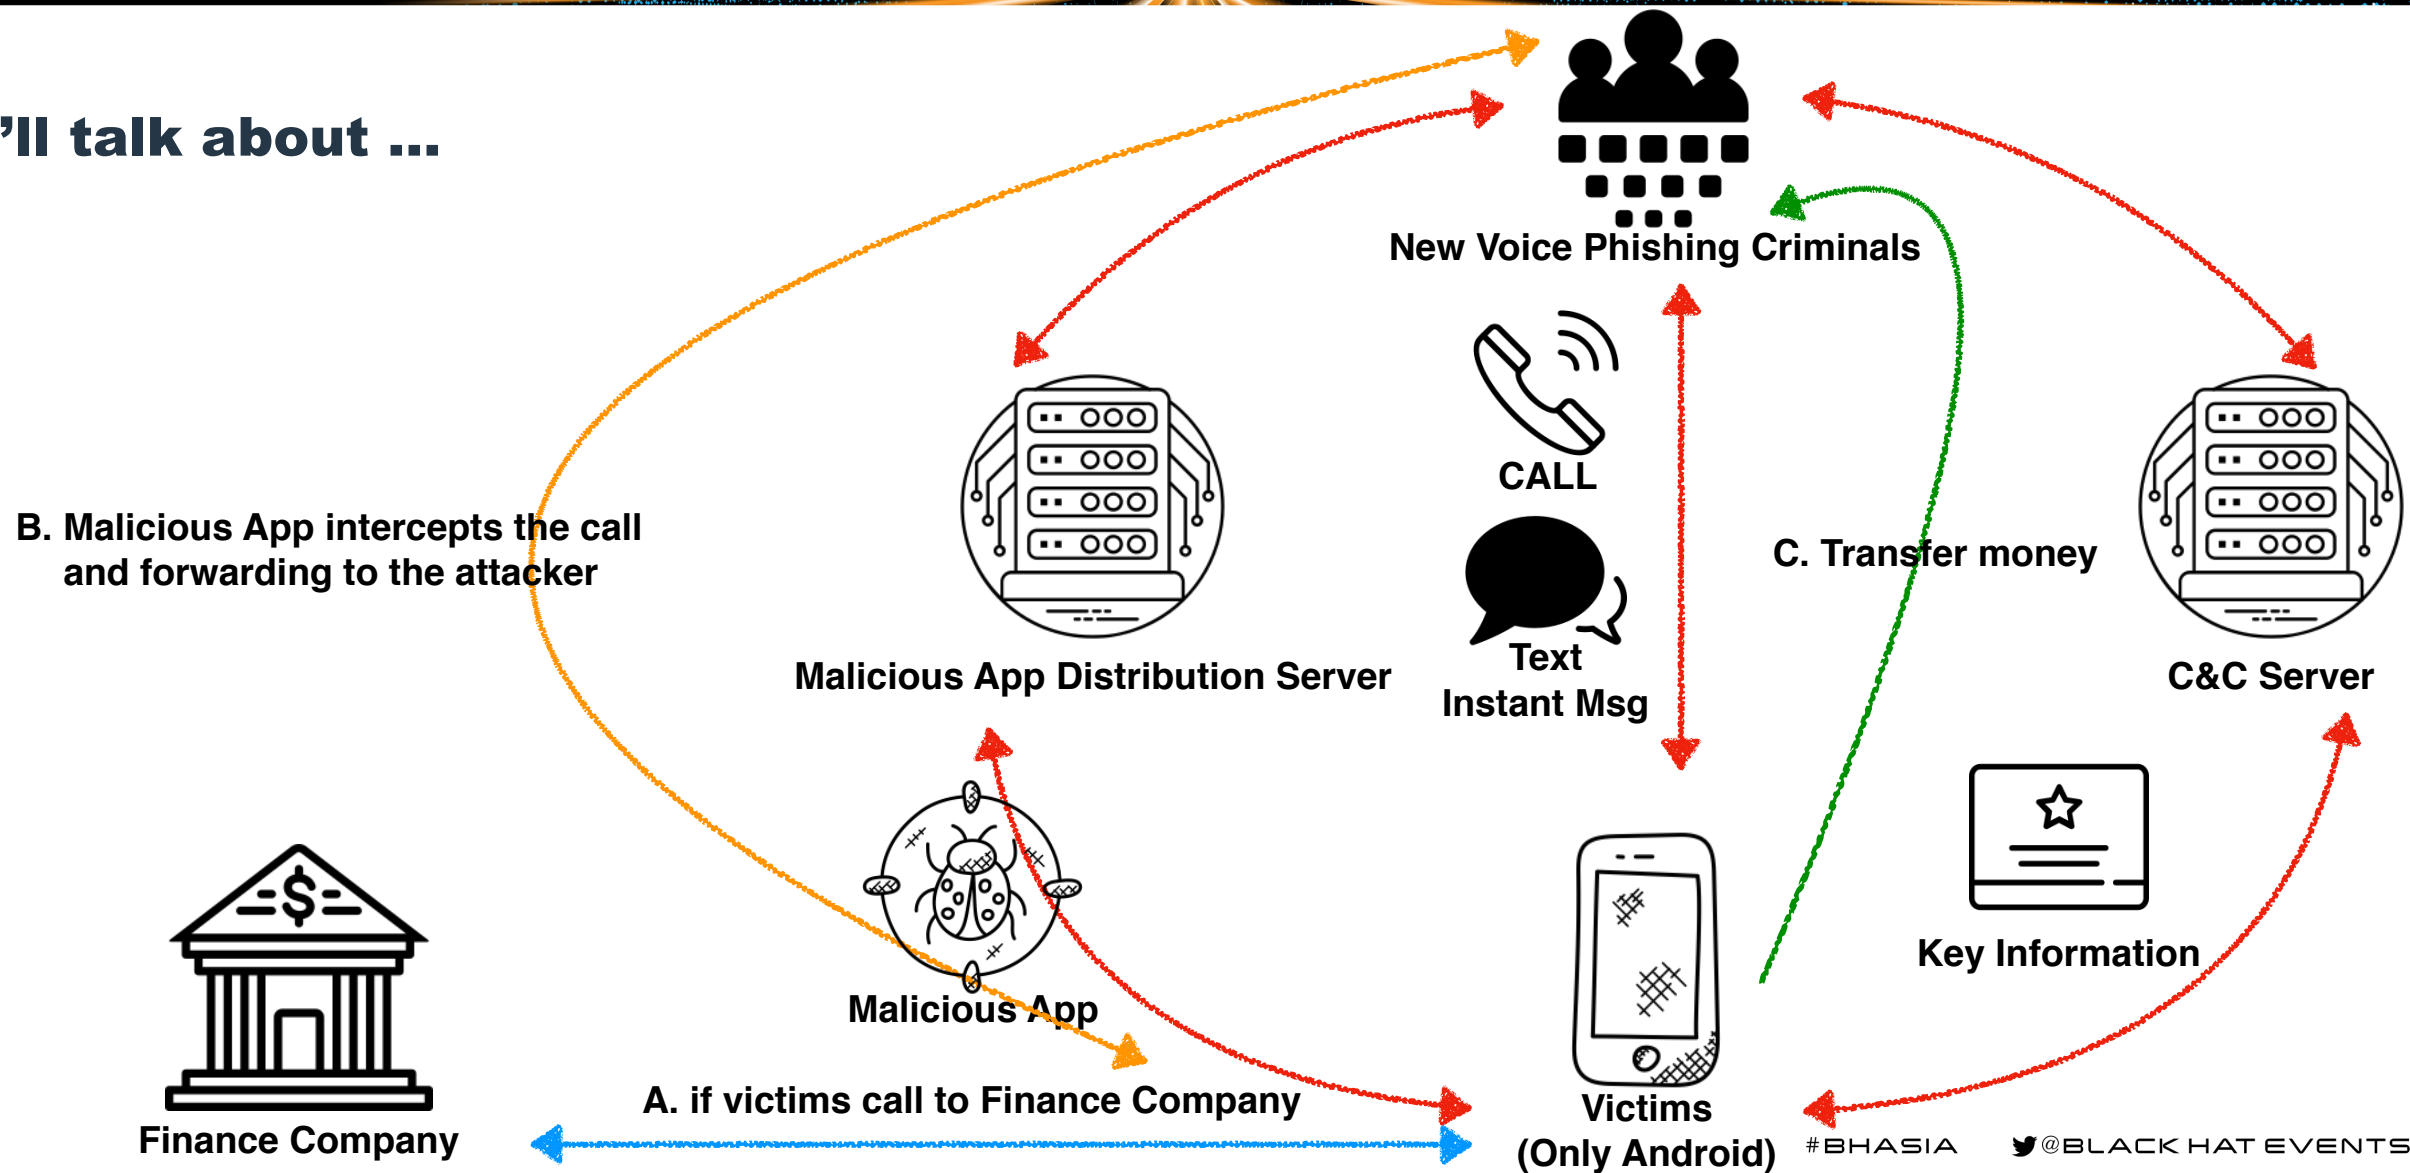 ’ll talk about ...
New Voice Phishing Criminals
CALL
B. Malicious App intercepts the call
and forwarding to the attacker
C. Transfer money
Text
Instant Msg
Malicious App Distribution Server
C&C Server
$
Key Information
Malicious App
A. if victims call to Finance Company
Finance Company
Victims
(Only Android)
#BHASIA @BLACK HAT EVENTS